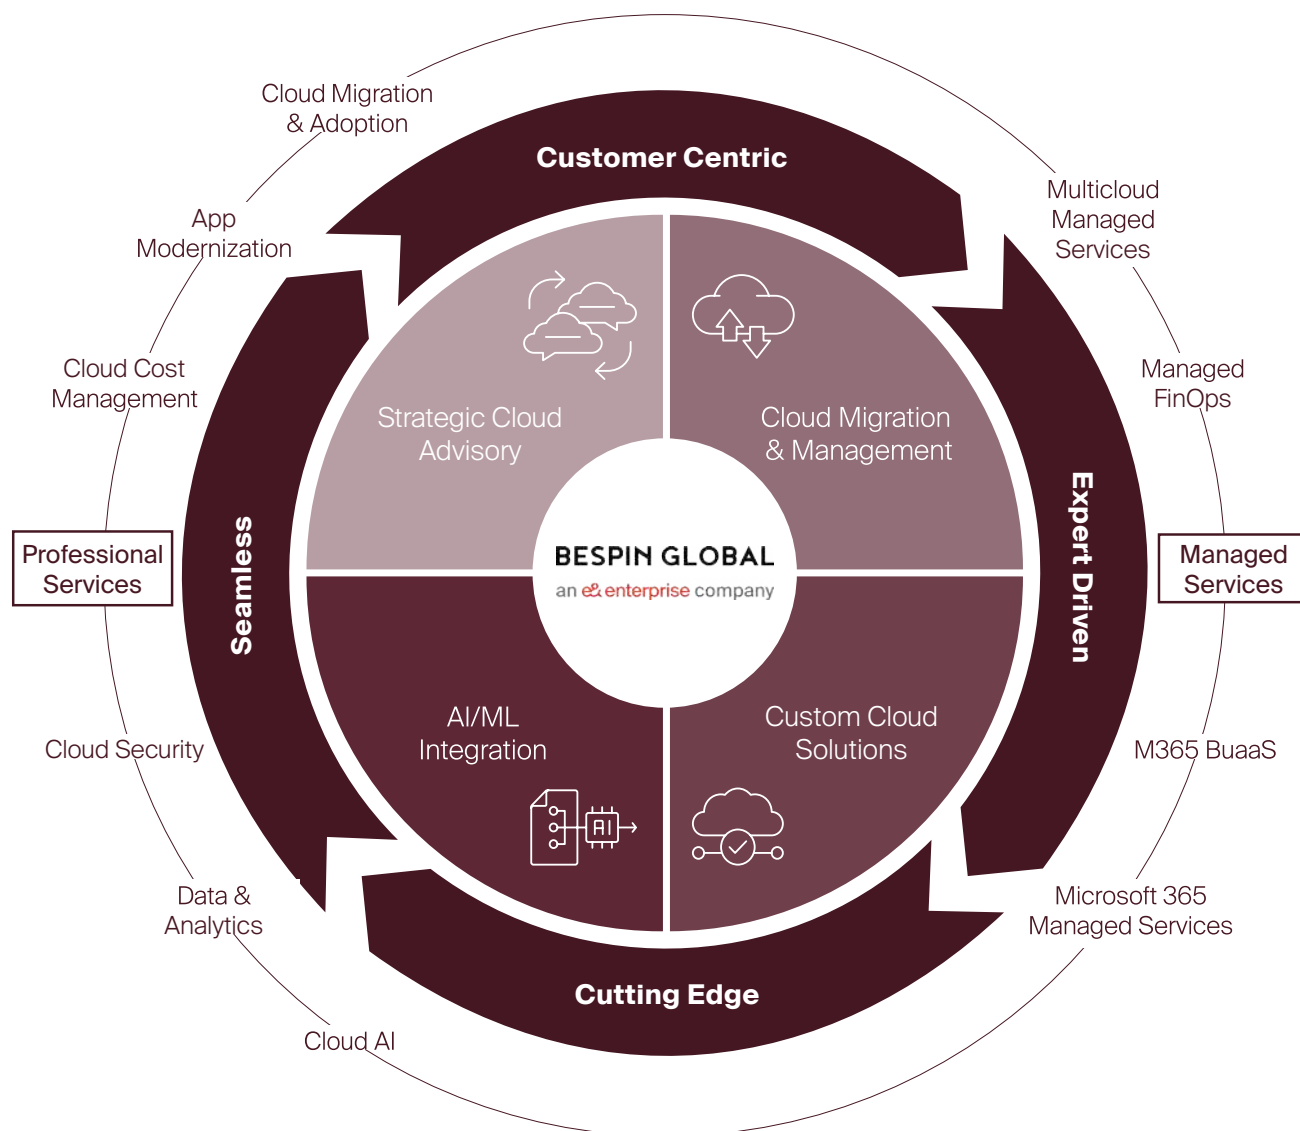 Cloud Migration
& Adoption
Customer Centric
Multicloud
Managed
Services
App
Modernization
Cloud Cost
Management
Managed
FinOps
Strategic Cloud
Advisory
Cloud Migration
& Management
Professional
Services
Seamless
BESPIN GLOBAL
an e& enterprise company
Expert Driven
Managed
Services
AI/ML
Integration
Custom Cloud
Solutions
Cloud Security
M365 BuaaS
AI
Data &
Analytics
Microsoft 365
Managed Services
Cutting Edge
Cloud AI